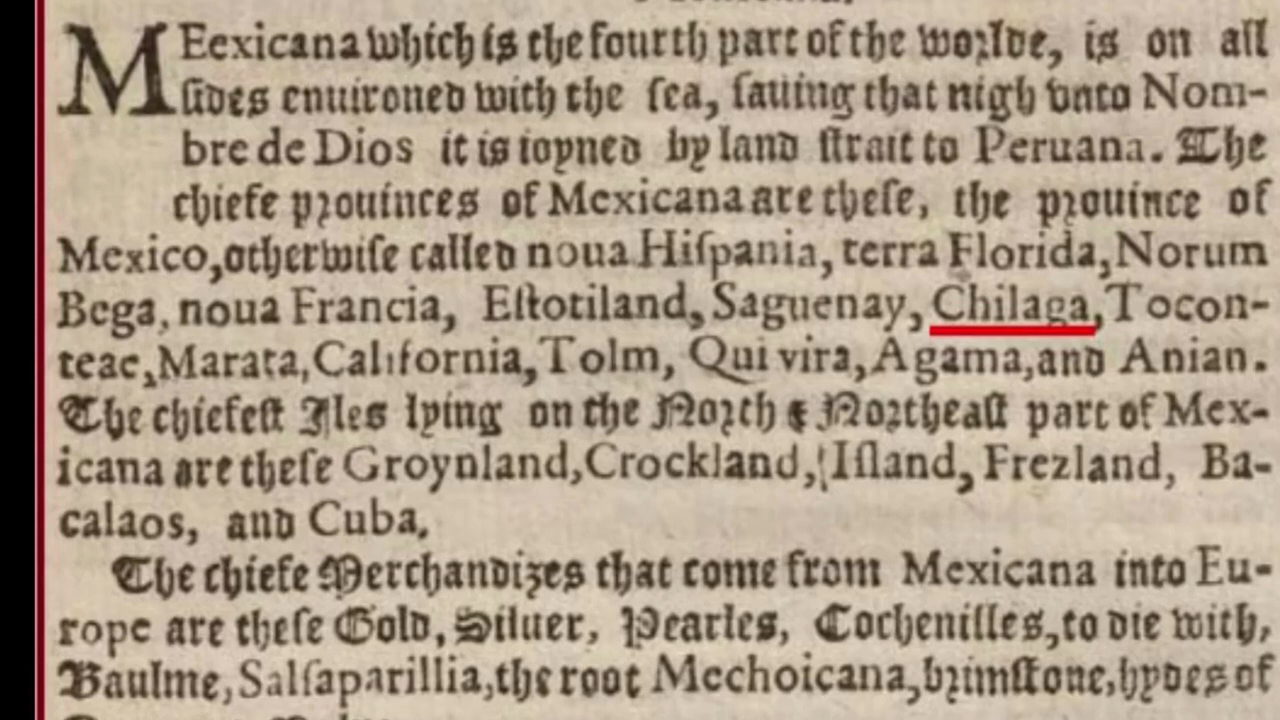 MEexicana which is the fourth part of the worlde, is on all
sides enuironed with the sea, sauing that nigh vnto Nom-
bre de Dios it is ioyned by land strait to Peruana. The
chiefe prouinces of Mexicana are these, the prouince of
Mexico, otherwise called noua Hispania, terra Florida, Norum
Bega, noua Francia, Estotiland, Saguenay, Chilaga, Tocon-
teac, Marata, California, Tolm, Qui vira, Agama, and Anian.
The chiefest Iles lying on the North & Northeast part of Mex-
icana are these Groynland, Crockland, Island, Frezland, Ba-
calaos, and Cuba.
The chiefe Merchandizes that come from Mexicana into Eu-
rope are these Gold, Siluer, Pearles, Cochenilles, to die with,
Baulme, Salsaparillia, the root Mechoicana, brimstone, hydes of